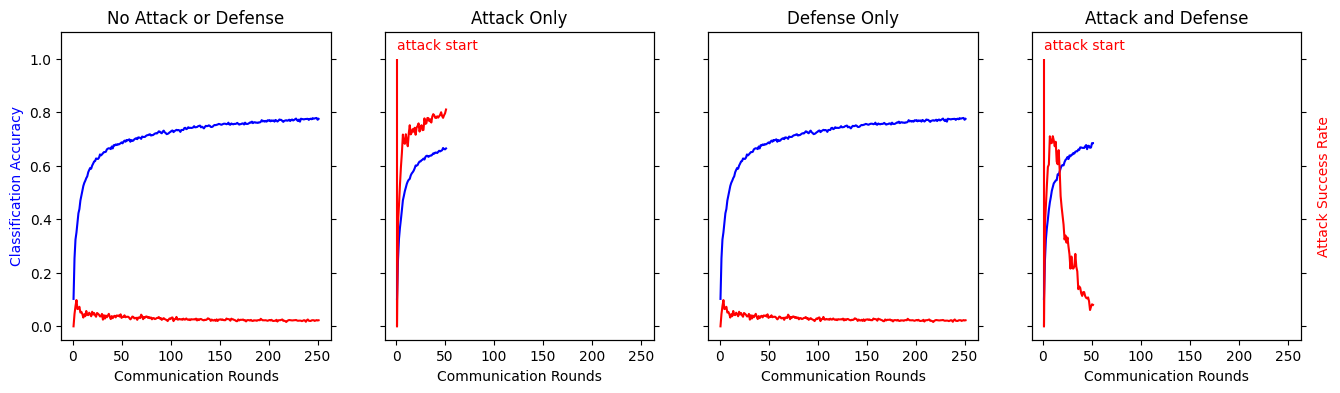 No Attack or Defense
Attack Only
Defense Only
Attack and Defense
attack start
attack start
Classification Accuracy
1.0
0.8
0.6
0.4
0.2
0.0
Attack Success Rate
0 50 100 150 200 250
0 50 100 150 200 250
0 50 100 150 200 250
0 50 100 150 200 250
Communication Rounds
Communication Rounds
Communication Rounds
Communication Rounds